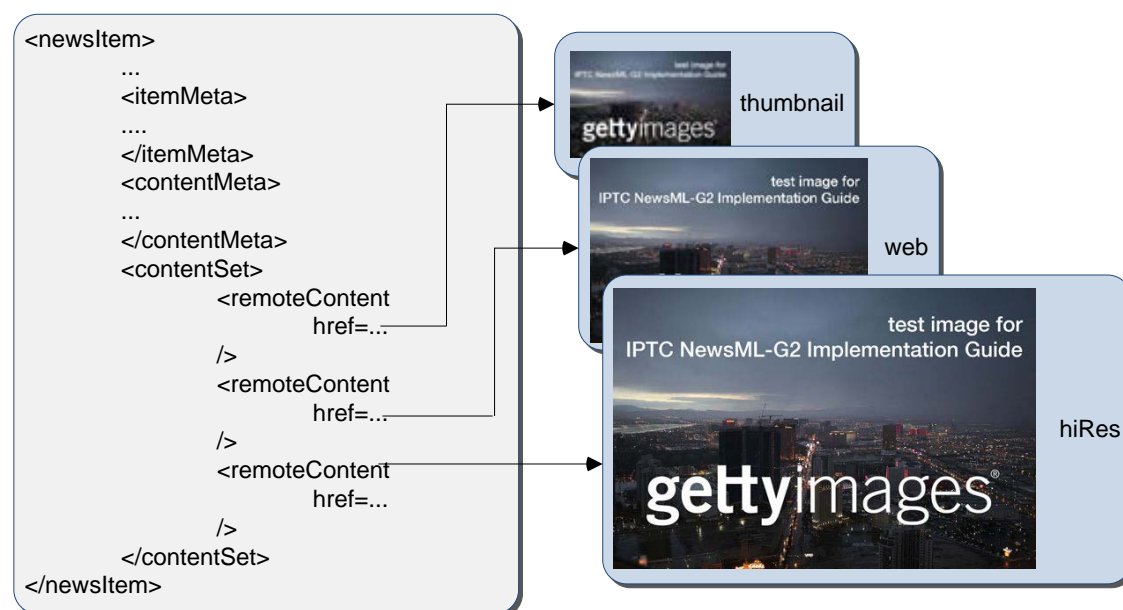 <newsItem>
...
<itemMeta>
....
</itemMeta>
<contentMeta>
...
</contentMeta>
<contentSet>
<remoteContent
href=...
/>
<remoteContent
href=...
/>
<remoteContent
href=...
/>
</contentSet>
</newsItem>
test image for
IPTC NewsML-G2 Implementation Guide
gettyimages®
thumbnail
test image for
IPTC NewsML-G2 Implementation Guide
web
test image for
IPTC NewsML-G2 Implementation Guide
gettyimages®
hiRes